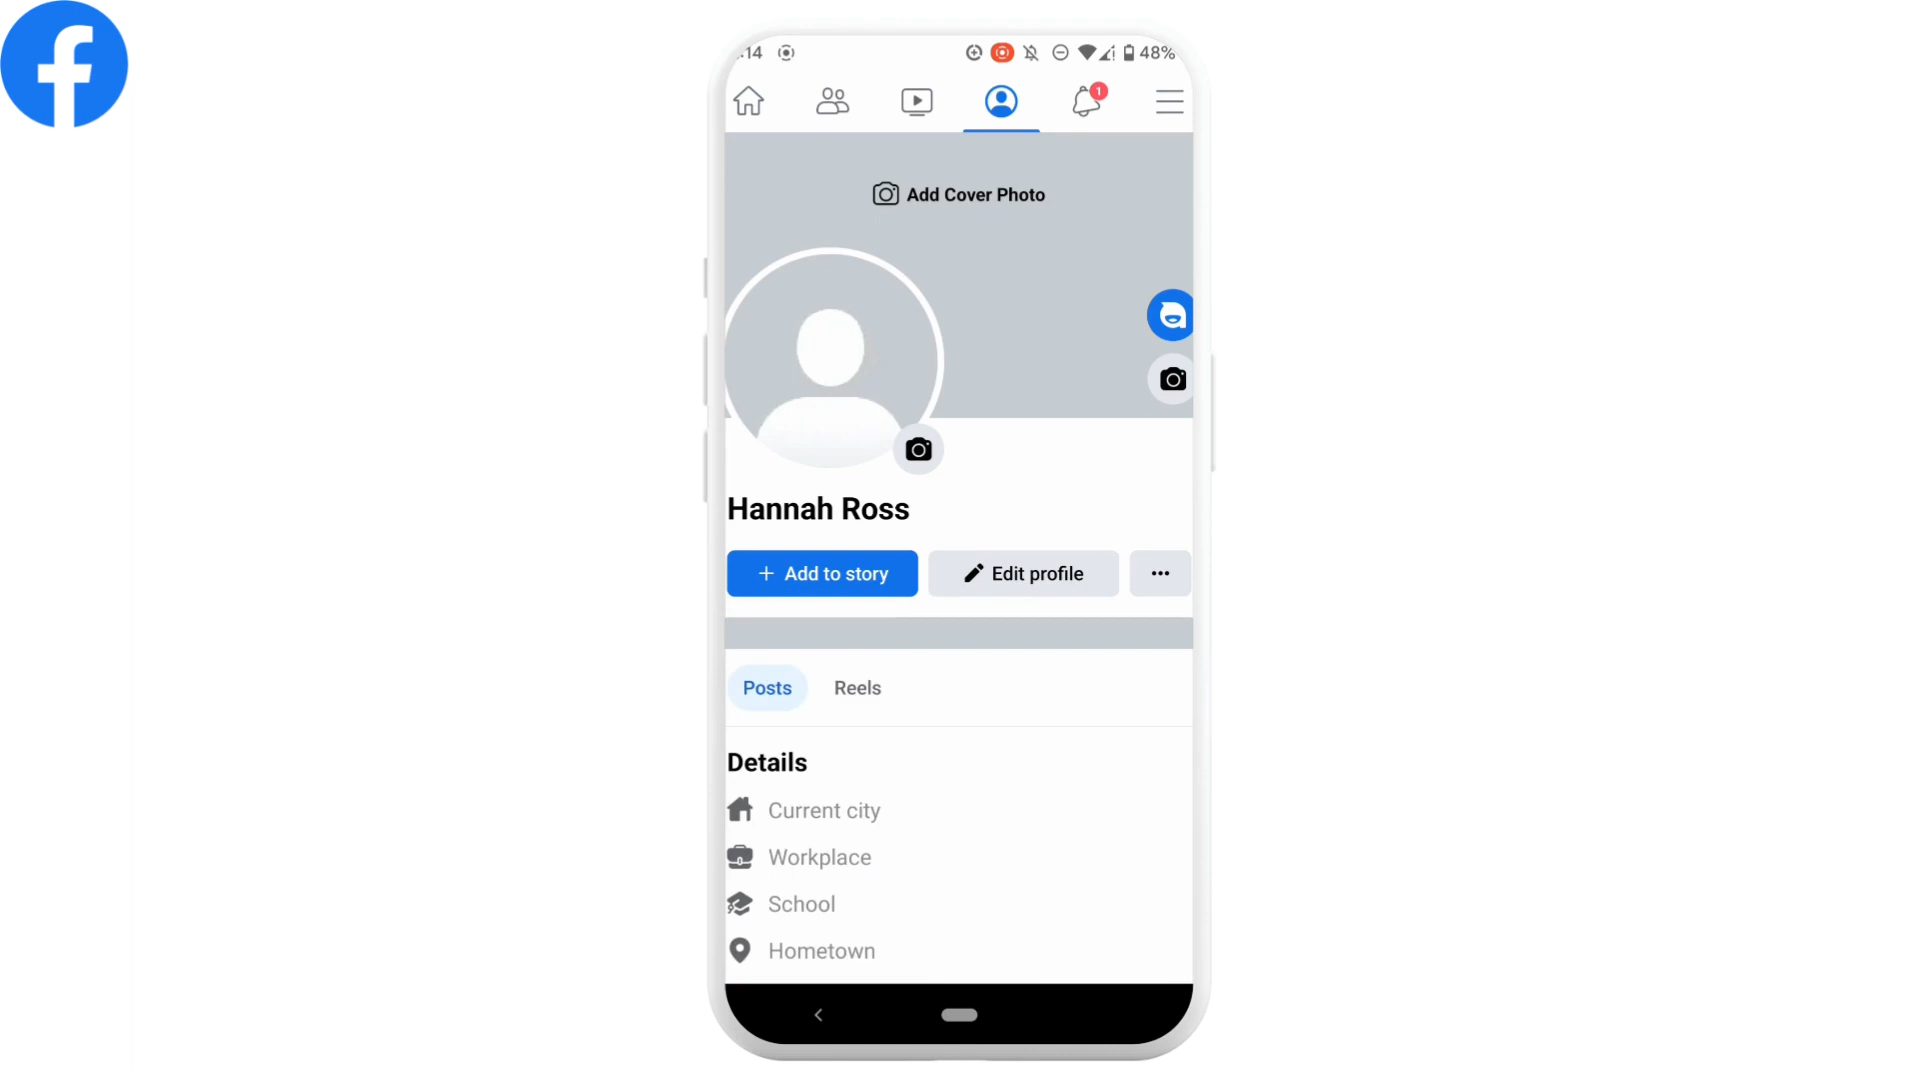 :14 48%
1
Add Cover Photo
Hannah Ross
+ Add to story Edit profile
Posts Reels
Details
Current city
Workplace
School
Hometown